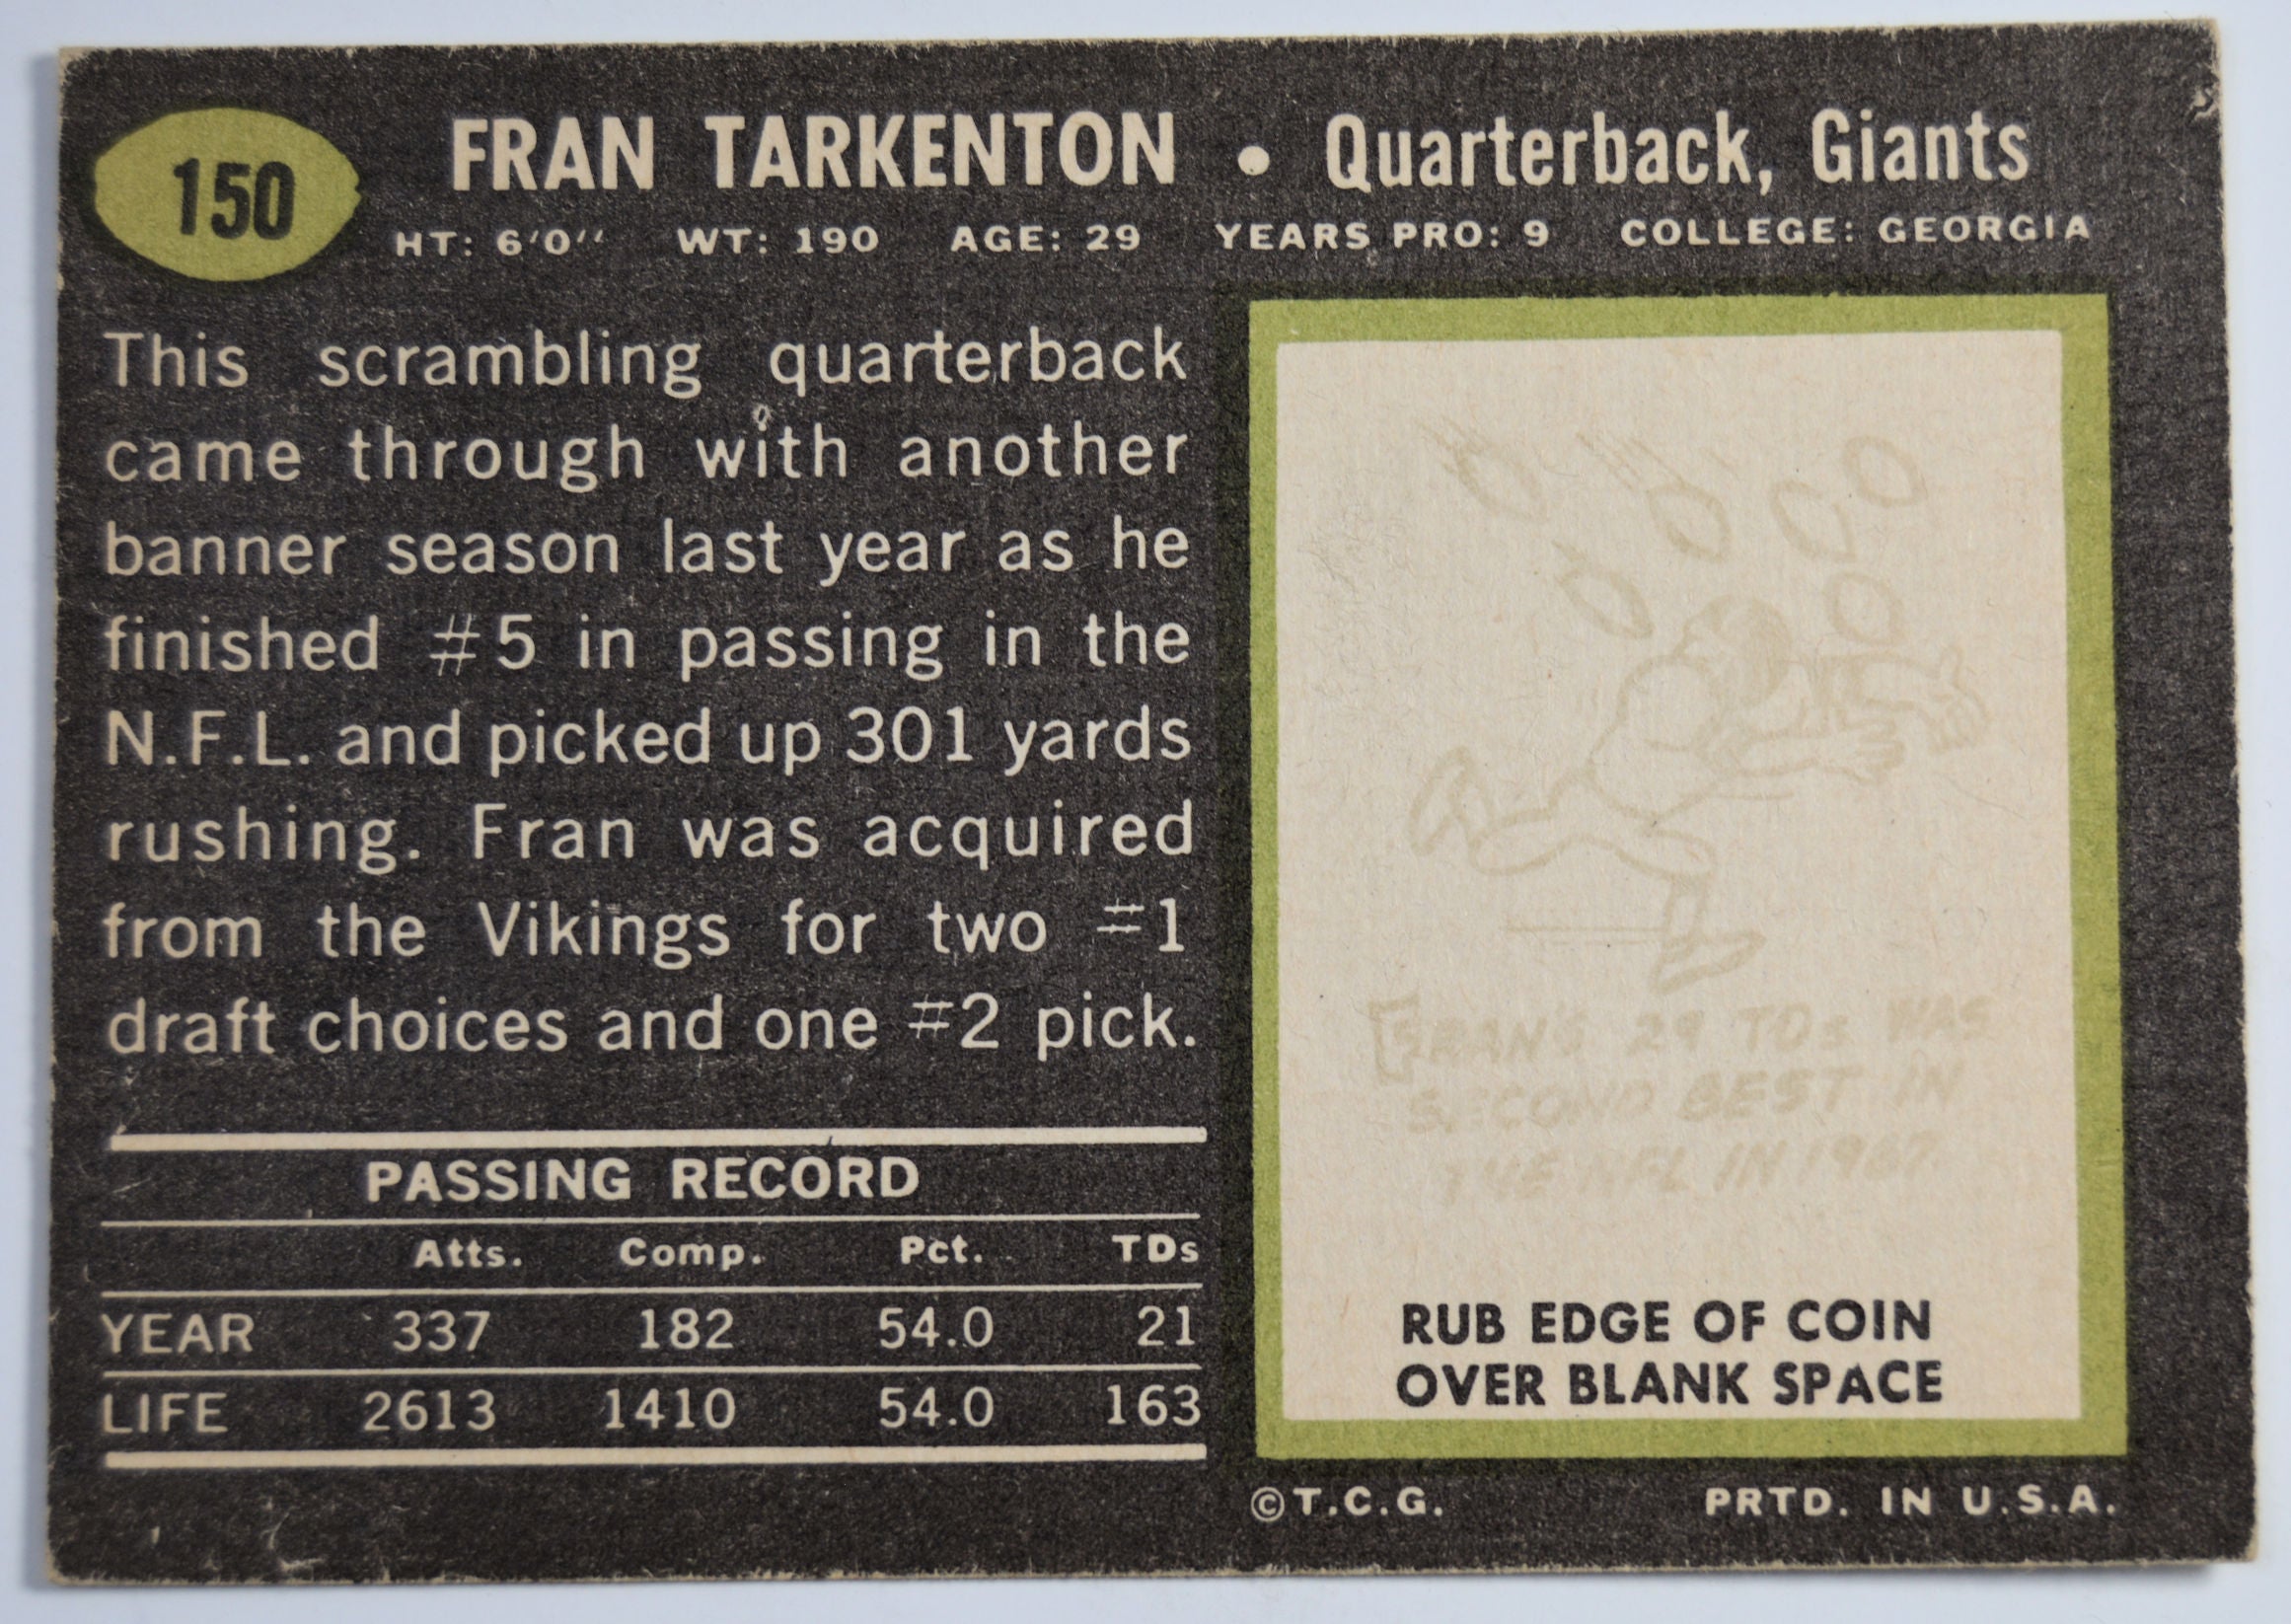 150
FRAN TARKENTON • Quarterback, Giants
HT: 6'0" WT: 190 AGE: 29 YEARS PRO: 9 COLLEGE: GEORGIA
This scrambling quarterback
came through with another
banner season last year as he
finished #5 in passing in the
N.F.L. and picked up 301 yards
rushing. Fran was acquired
from the Vikings for two #1
draft choices and one #2 pick.
PASSING RECORD
Atts. Comp. Pct. TDs
YEAR 337 182 54.0 21
LIFE 2613 1410 54.0 163
FRAN'S 29 TDs WAS
SECOND BEST IN
THE NFL IN 1967
RUB EDGE OF COIN
OVER BLANK SPACE
©T.C.G. PRTD. IN U.S.A.